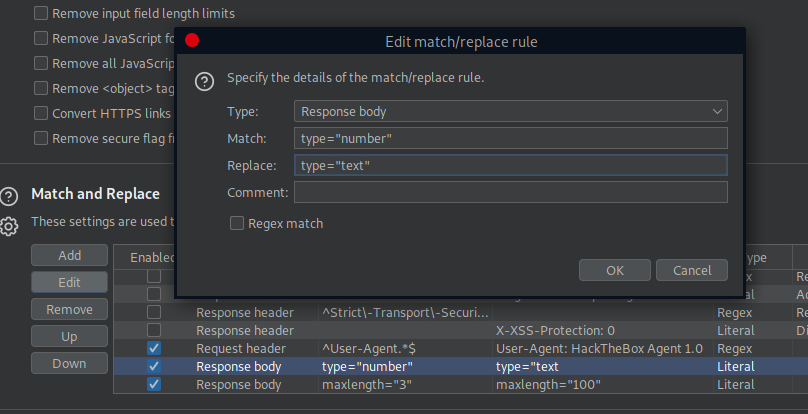 Remove input field length limits
Remove JavaScript fo
Remove all JavaScrip
Remove <object> tag
Convert HTTPS links
Remove secure flag f
Edit match/replace rule
Specify the details of the match/replace rule.
Type: Response body
Match: type="number"
Replace: type="text"
Comment:
Regex match
OK Cancel
Match and Replace
These settings are used t
Add
Edit
Remove
Up
Down
Enabled ype
Regex Re
Literal Ad
Response header ^Strict\-Transport\-Securi... Regex Re
Response header X-XSS-Protection: 0 Literal Di
Request header ^User-Agent.*$ User-Agent: HackTheBox Agent 1.0 Regex
Response body type="number" type="text Literal
Response body maxlength="3" maxlength="100" Literal